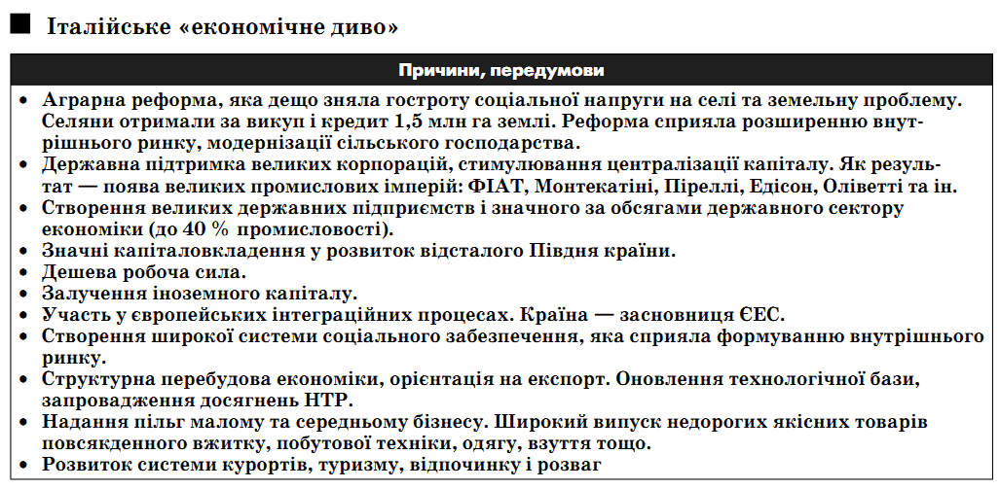 Італійське «економічне диво»
Причини, передумови
• Аграрна реформа, яка дещо зняла гостроту соціальної напруги на селі та земельну проблему.
Селяни отримали за викуп і кредит 1,5 млн га землі. Реформа сприяла розширенню внут-
рішнього ринку, модернізації сільського господарства.
• Державна підтримка великих корпорацій, стимулювання централізації капіталу. Як резуль-
тат — поява великих промислових імперій: ФІАТ, Монтекатіні, Піреллі, Едісон, Оліветті та ін.
• Створення великих державних підприємств і значного за обсягами державного сектору
економіки (до 40 % промисловості).
• Значні капіталовкладення у розвиток відсталого Півдня країни.
• Дешева робоча сила.
• Залучення іноземного капіталу.
• Участь у європейських інтеграційних процесах. Країна — засновниця ЄЕС.
• Створення широкої системи соціального забезпечення, яка сприяла формуванню внутрішнього
ринку.
• Структурна перебудова економіки, орієнтація на експорт. Оновлення технологічної бази,
запровадження досягнень НТР.
• Надання пільг малому та середньому бізнесу. Широкий випуск недорогих якісних товарів
повсякденного вжитку, побутової техніки, одягу, взуття тощо.
• Розвиток системи курортів, туризму, відпочинку і розваг